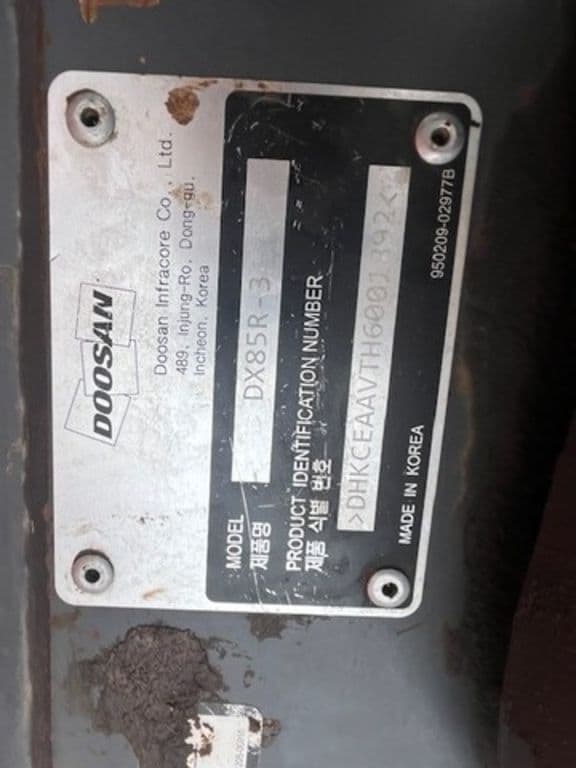 DOOSAN
Doosan Infracore Co., Ltd.
489, Injung-Ro, Dong-gu,
Incheon, Korea
MODEL
제품명
DX85R-3
PRODUCT IDENTIFICATION NUMBER
제품 식별 번호
>DHKCEAAVTH6001892<
MADE IN KOREA
950209-02977B